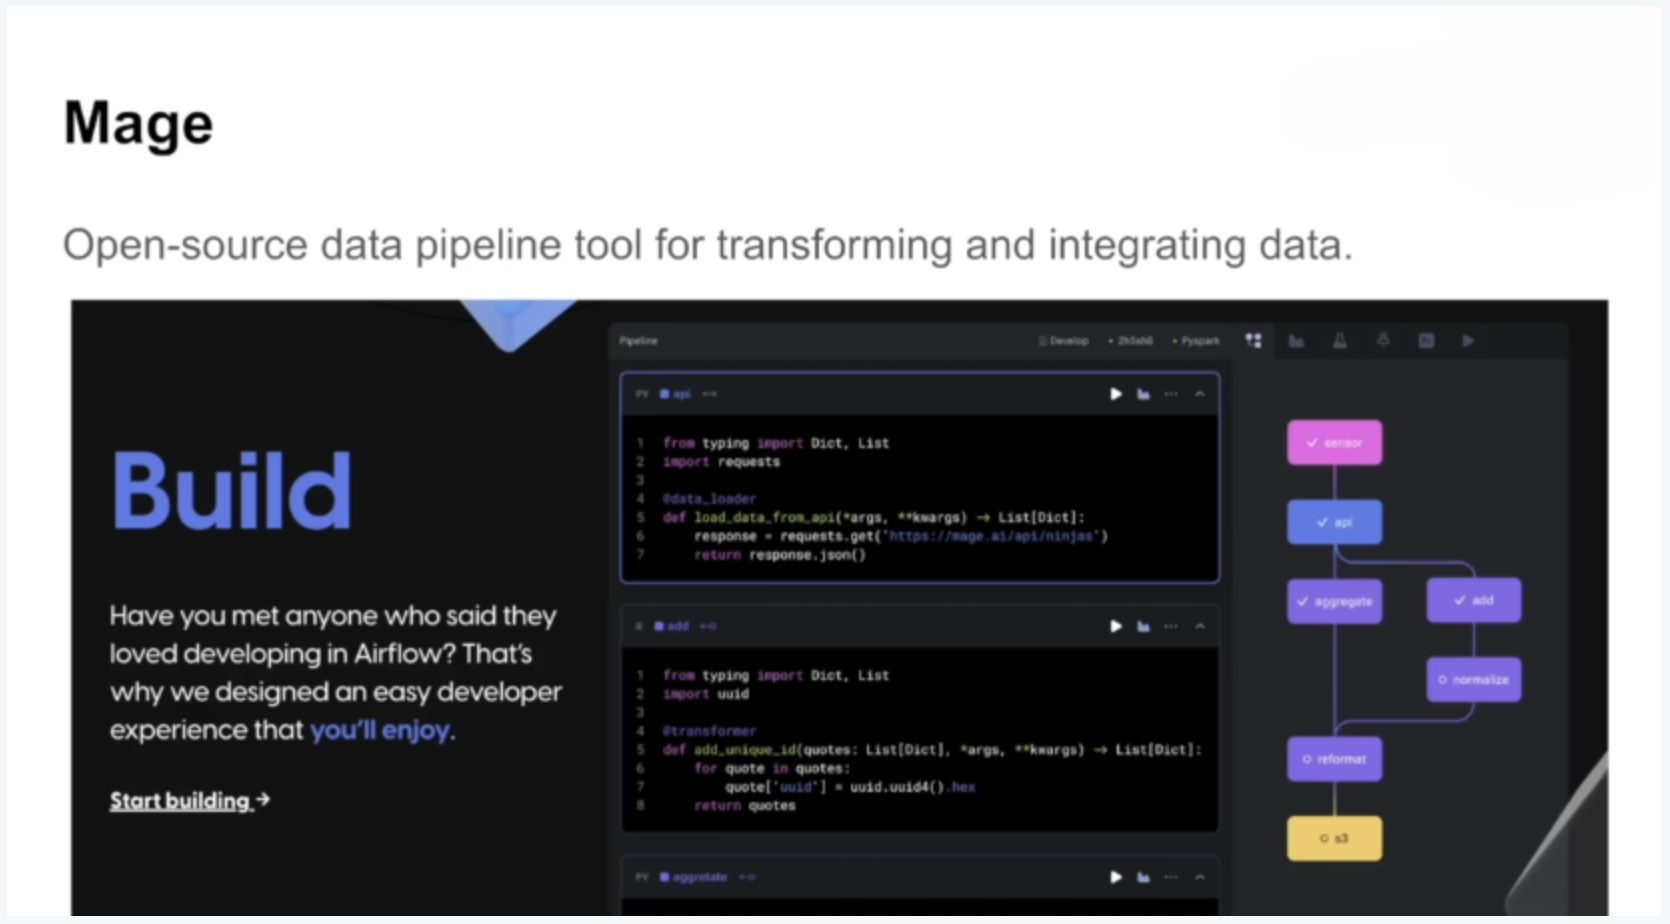 Mage
Open-source data pipeline tool for transforming and integrating data.
Build
Have you met anyone who said they
loved developing in Airflow? That's
why we designed an easy developer
experience that you'll enjoy.
Start building →
Pipeline
Develop
Pyspark
PY api
1 from typing import Dict, List
2 import requests
3
4 @data_loader
5 def load_data_from_api(*args, **kwargs) → List[Dict]:
6 response = requests.get('https://mage.ai/api/ninjas')
7 return response.json()
R add
1 from typing import Dict, List
2 import uuid
3
4 @transformer
5 def add_unique_id(quotes: List[Dict], *args, **kwargs) → List[Dict]:
6 for quote in quotes:
7 quote['uuid'] = uuid.uuid4().hex
8 return quotes
PY aggretate
sensor
api
aggregate
add
normalize
reformat
s3